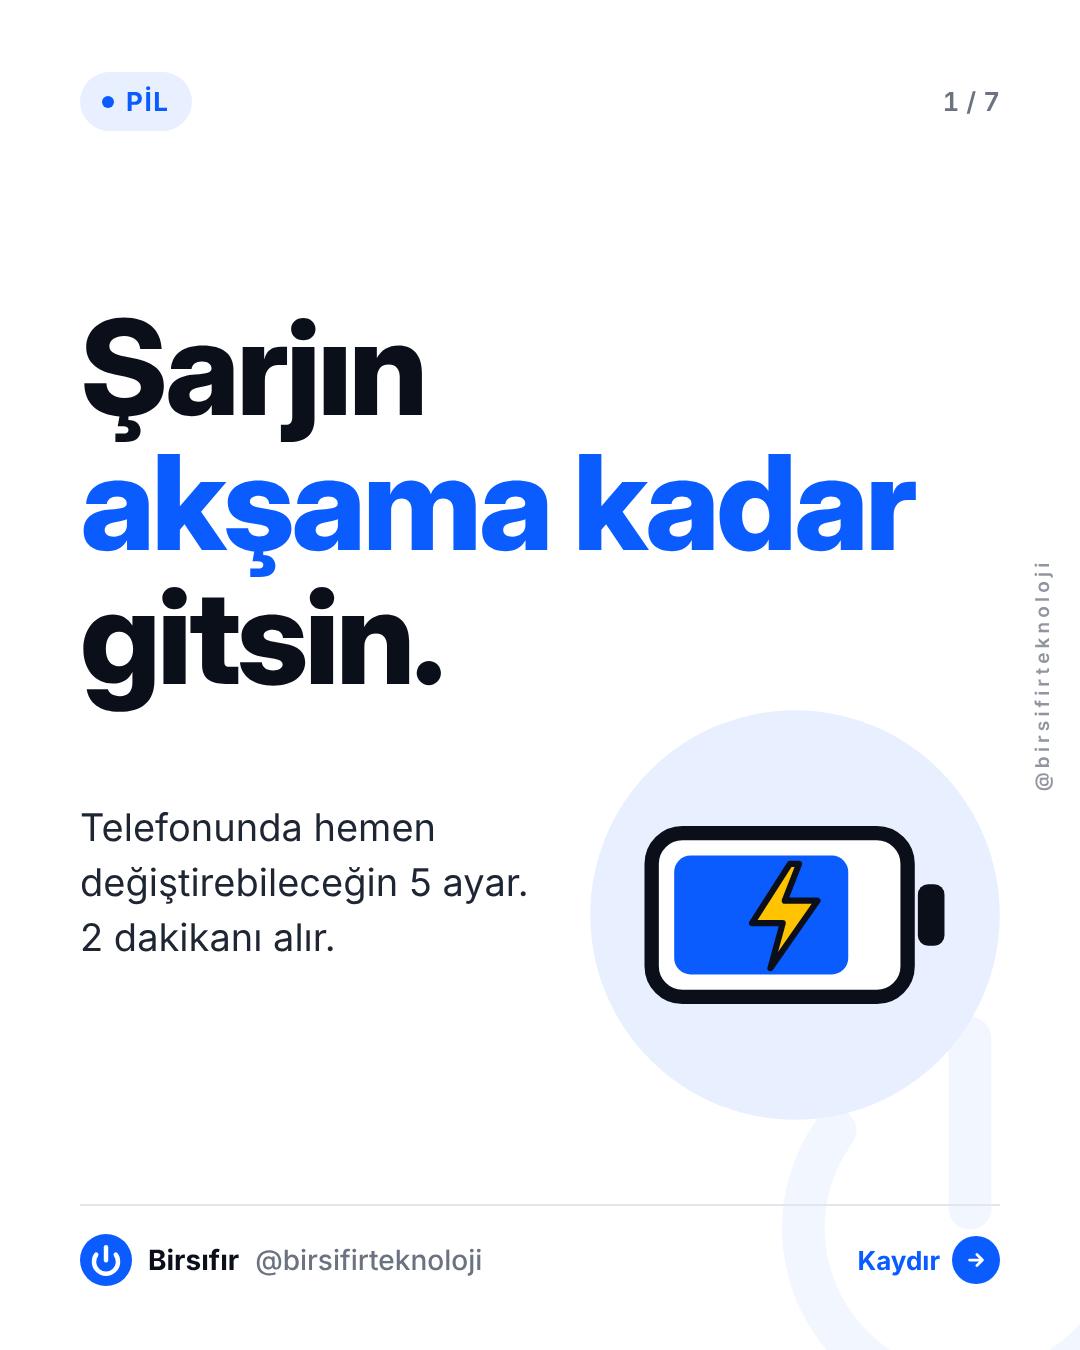 PİL
1 / 7
Şarjın
akşama kadar
gitsin.
Telefonunda hemen
değiştirebileceğin 5 ayar.
2 dakikanı alır.
@birsifirteknoloji
Birsıfır @birsifirteknoloji
Kaydır